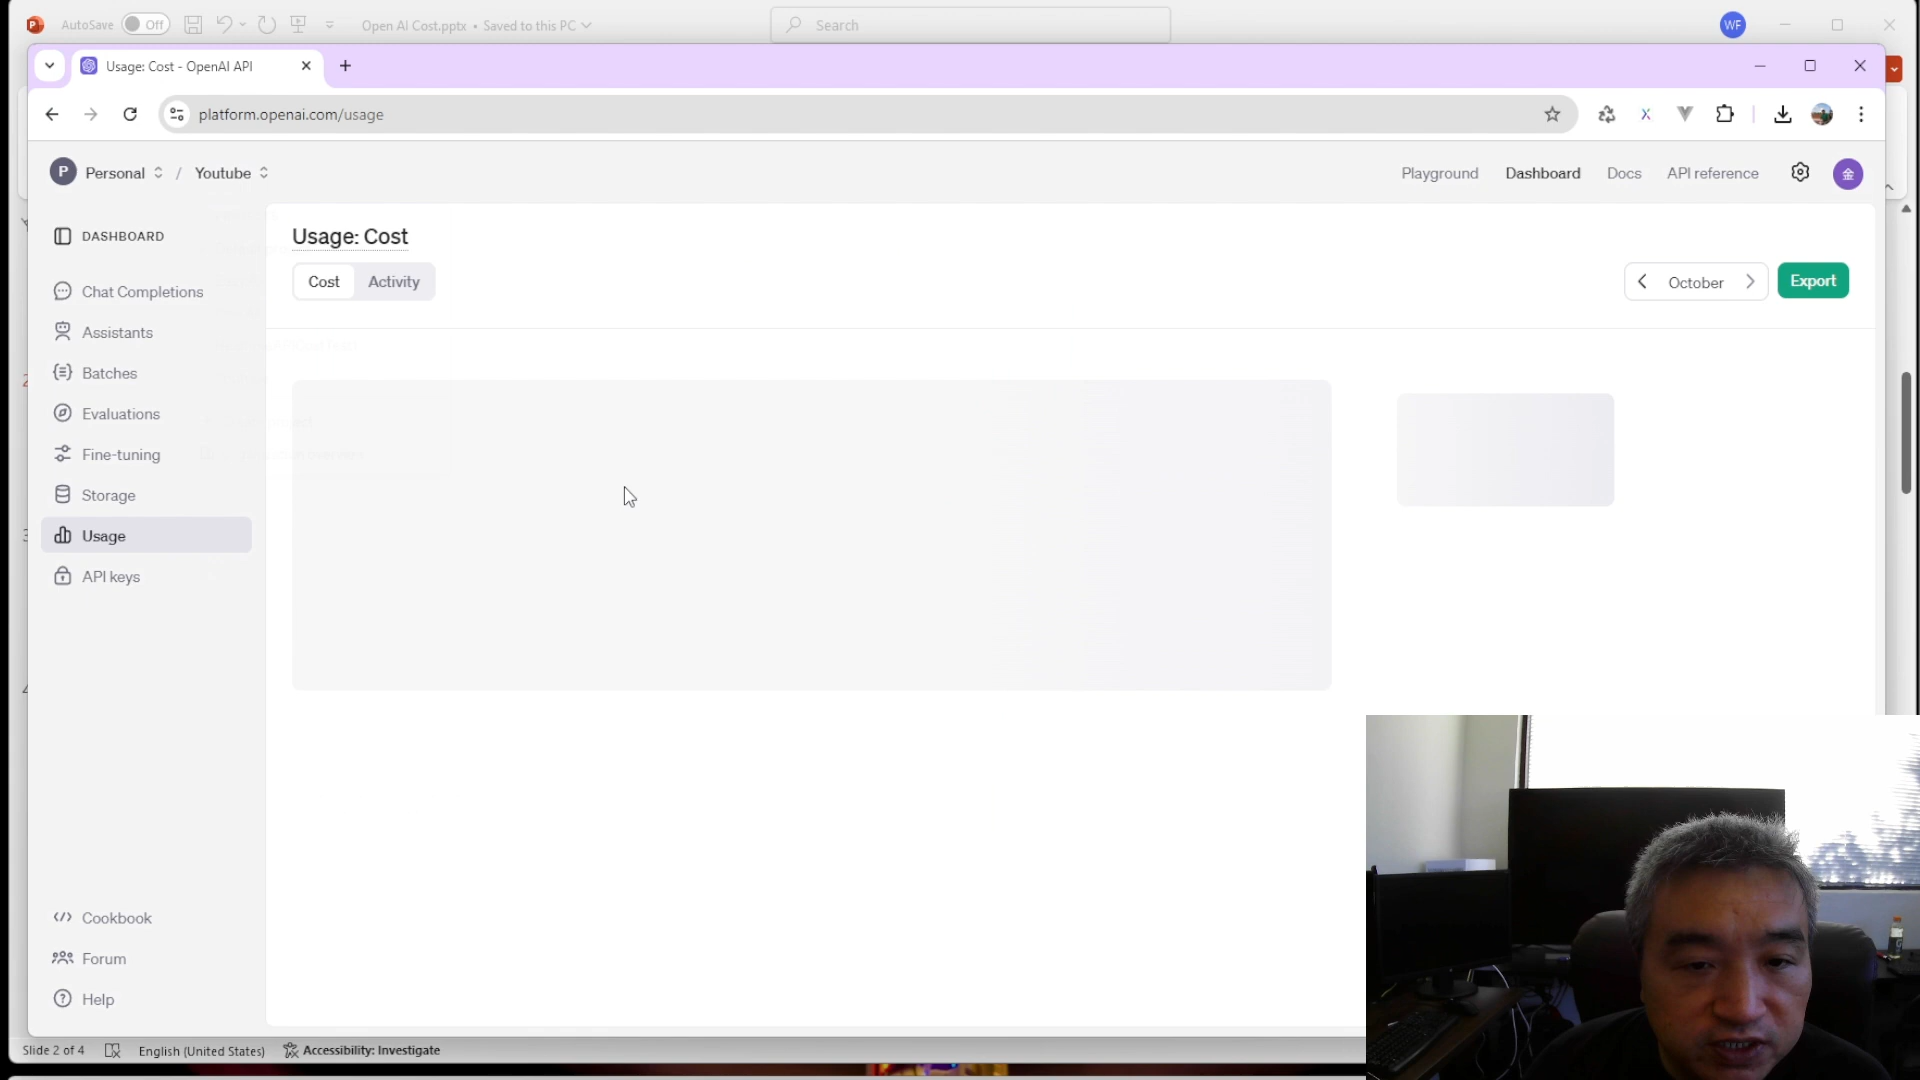 AutoSave Off Open AI Cost.pptx • Saved to this PC Search WF
Usage: Cost - OpenAI API
platform.openai.com/usage
P Personal / Youtube Playground Dashboard Docs API reference 金
DASHBOARD
Chat Completions
Assistants
Batches
Evaluations
Fine-tuning
Storage
Usage
API keys
Cookbook
Forum
Help
Usage: Cost
Cost Activity
October Export
Slide 2 of 4 English (United States) Accessibility: Investigate